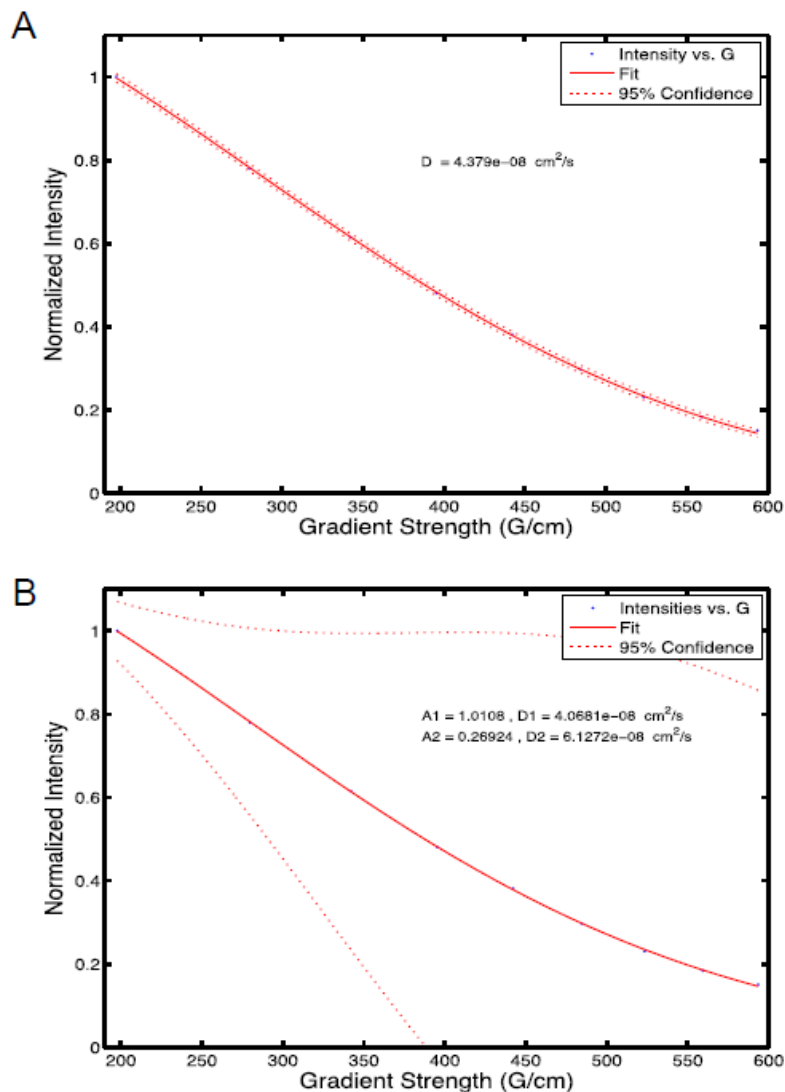 A
Intensity vs. G
Fit
95% Confidence
D = 4.379e−08 cm²/s
Normalized Intensity
1
0.8
0.6
0.4
0.2
0
200 250 300 350 400 450 500 550 600
Gradient Strength (G/cm)
B
Intensities vs. G
Fit
95% Confidence
A1 = 1.0108 , D1 = 4.0681e−08 cm²/s
A2 = 0.26924 , D2 = 6.1272e−08 cm²/s
Normalized Intensity
1
0.8
0.6
0.4
0.2
0
200 250 300 350 400 450 500 550 600
Gradient Strength (G/cm)